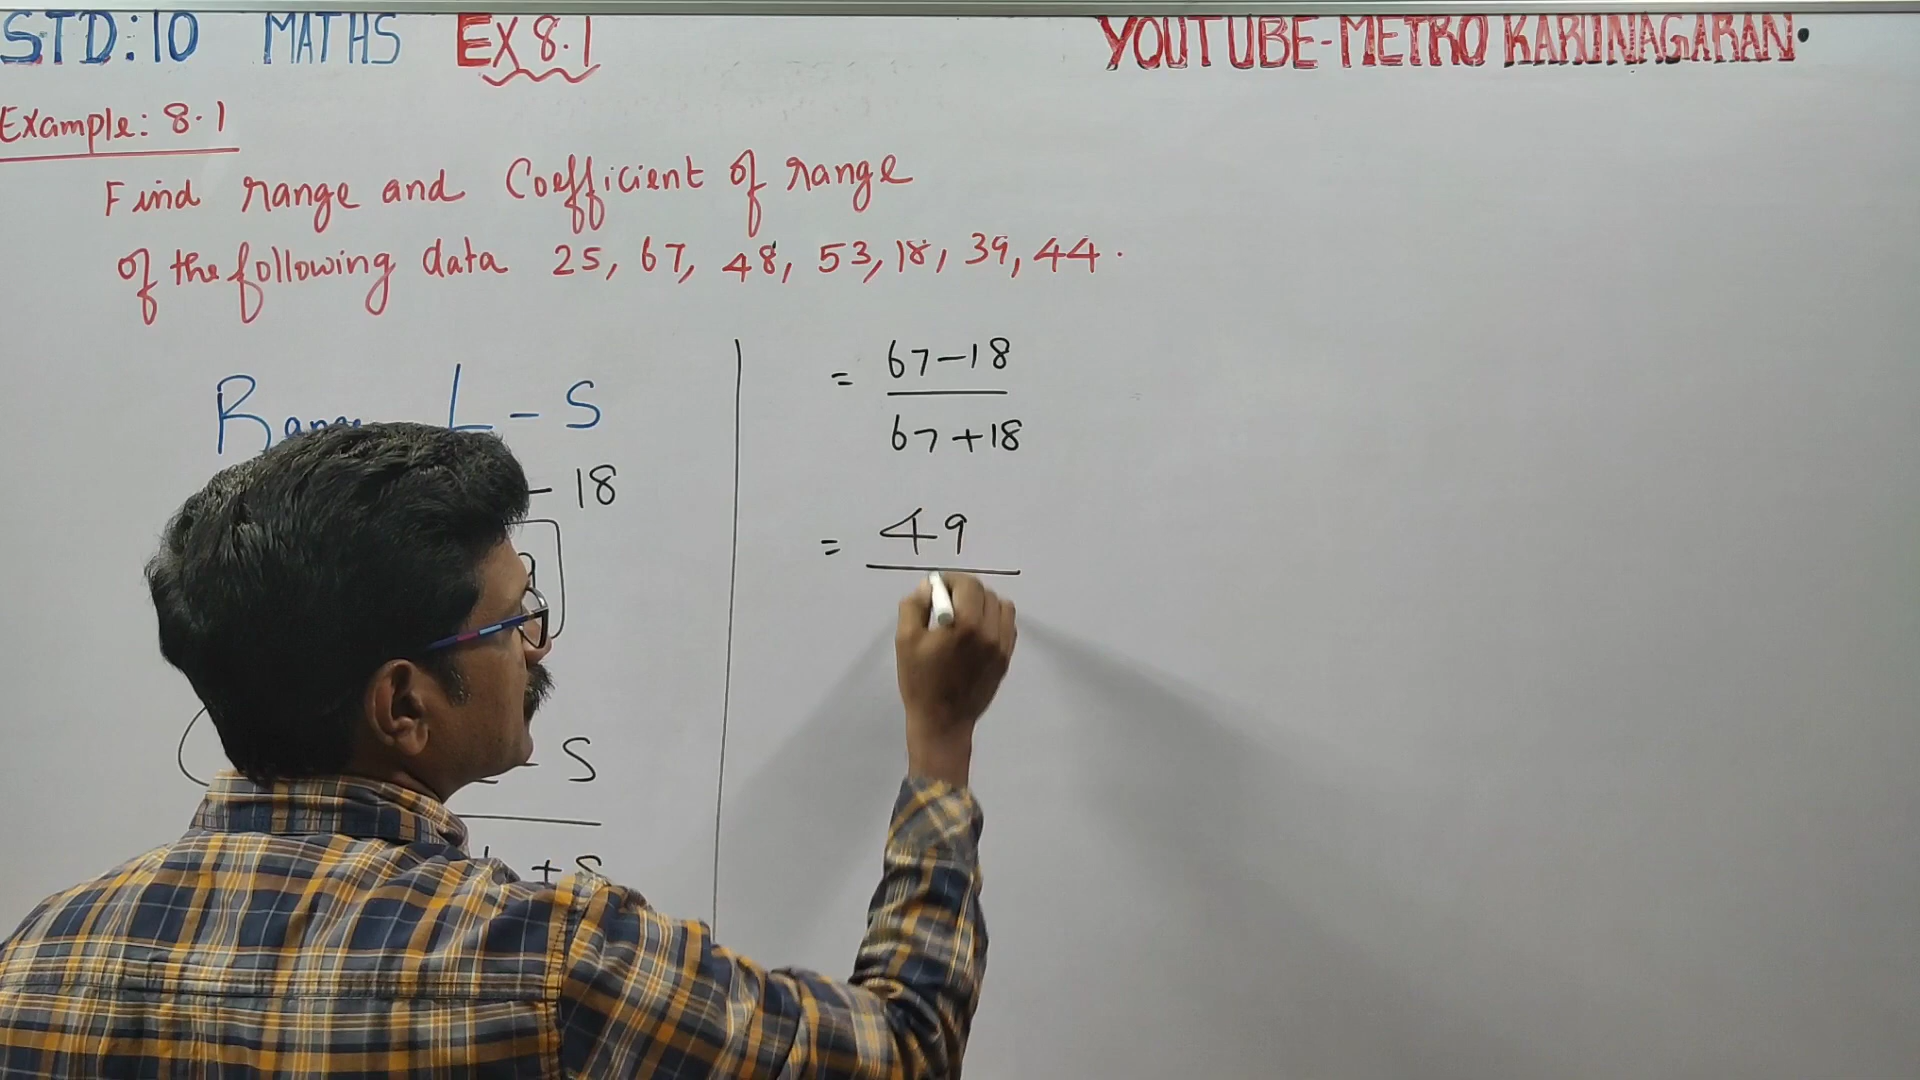 STD:10 MATHS EX 8.1
YOUTUBE-METRO KARUNAGARAN.
Example: 8.1
Find range and Coefficient of range
of the following data 25, 67, 48, 53, 18, 39, 44.
L - S
- 18
- S
+ S
= 67-18
67+18
= 49